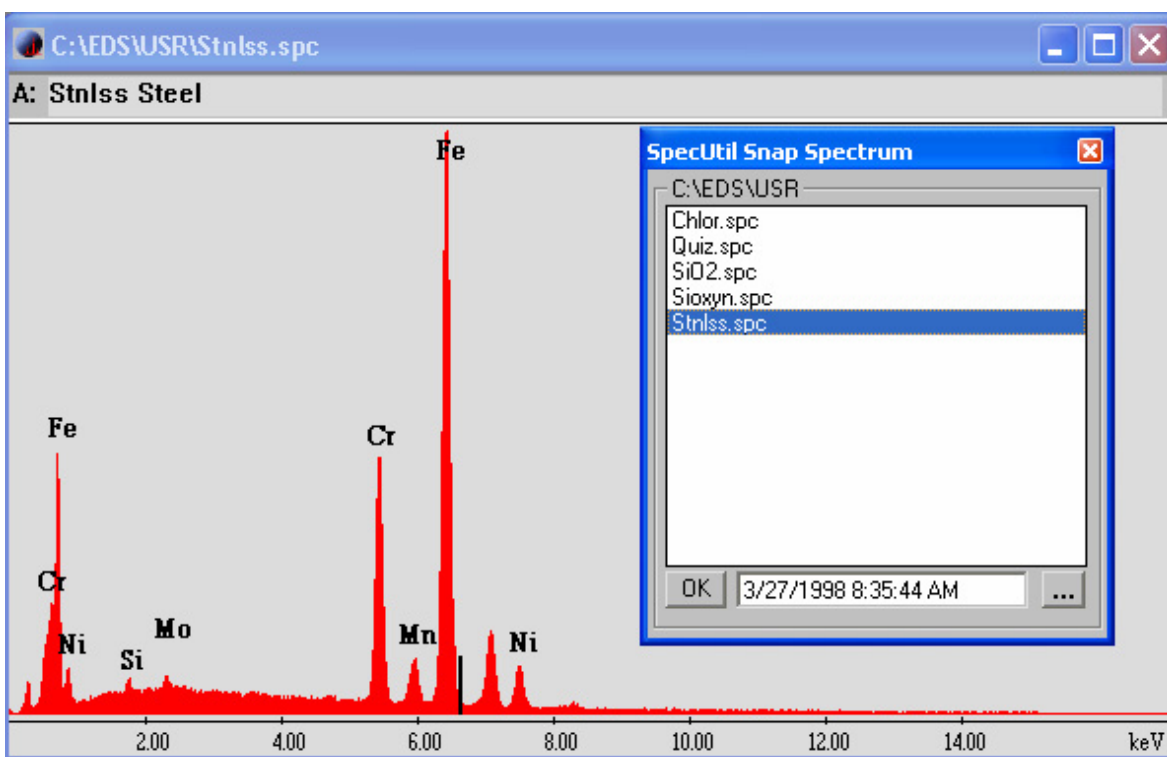 C:\EDS\USR\Stnlss.spc
A: Stnlss Steel
Fe
SpecUtil Snap Spectrum
C:\EDS\USR
Chlor.spc
Quiz.spc
SiO2.spc
Sioxyn.spc
Stnlss.spc
Fe
Cr
Cr
Mo
Mn
Ni
Ni
Si
OK 3/27/1998 8:35:44 AM ...
2.00 4.00 6.00 8.00 10.00 12.00 14.00 keV